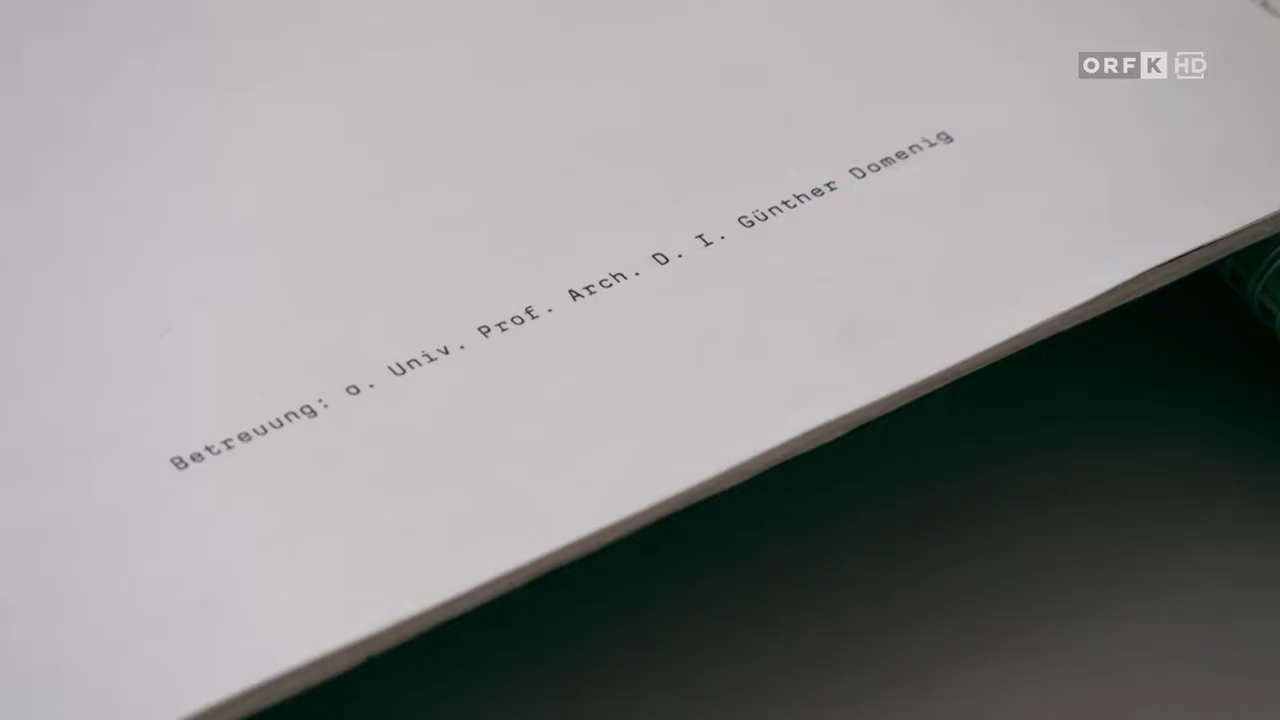 ORF K HD
Betreuung: o. Univ. Prof. Arch. D. I. Günther Domenig